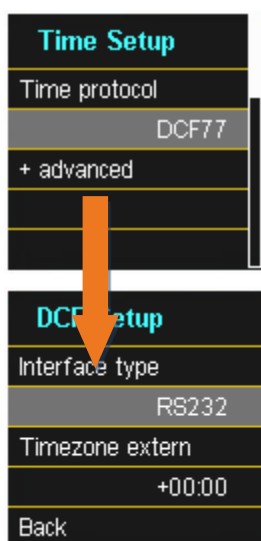 Time Setup
Time protocol
DCF77
+ advanced
DCF Setup
Interface type
RS232
Timezone extern
+00:00
Back